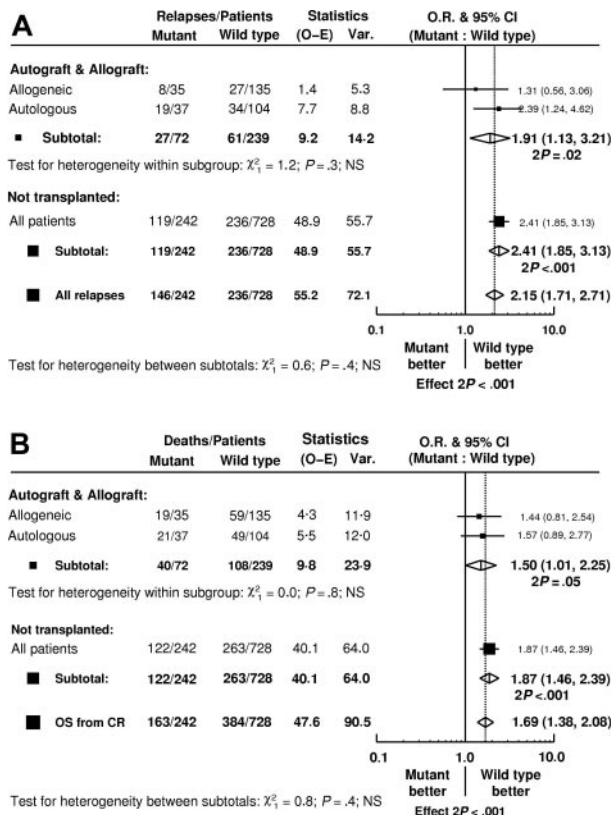 A
Relapses/Patients Statistics O.R. & 95% CI
Mutant Wild type (O–E) Var. (Mutant : Wild type)
Autograft & Allograft:
Allogeneic 8/35 27/135 1.4 5.3 1.31 (0.56, 3.06)
Autologous 19/37 34/104 7.7 8.8 2.39 (1.24, 4.62)
Subtotal: 27/72 61/239 9.2 14·2 1.91 (1.13, 3.21)
2P = .02
Test for heterogeneity within subgroup: χ²₁ = 1.2; P = .3; NS
Not transplanted:
All patients 119/242 236/728 48.9 55.7 2.41 (1.85, 3.13)
Subtotal: 119/242 236/728 48.9 55.7 2.41 (1.85, 3.13)
2P <.001
All relapses 146/242 236/728 55.2 72.1 2.15 (1.71, 2.71)
0.1 1.0 10.0
Test for heterogeneity between subtotals: χ²₁ = 0.6; P = .4; NS
Mutant better Wild type better
Effect 2P < .001
B
Deaths/Patients Statistics O.R. & 95% CI
Mutant Wild type (O–E) Var. (Mutant : Wild type)
Autograft & Allograft:
Allogeneic 19/35 59/135 4·3 11·9 1.44 (0.81, 2.54)
Autologous 21/37 49/104 5.5 12.0 1.57 (0.89, 2.77)
Subtotal: 40/72 108/239 9·8 23·9 1.50 (1.01, 2.25)
2P = .05
Test for heterogeneity within subgroup: χ²₁ = 0.0; P = .8; NS
Not transplanted:
All patients 122/242 263/728 40.1 64.0 1.87 (1.46, 2.39)
Subtotal: 122/242 263/728 40.1 64.0 1.87 (1.46, 2.39)
2P <.001
OS from CR 163/242 384/728 47.6 90.5 1.69 (1.38, 2.08)
0.1 1.0 10.0
Mutant better Wild type better
Test for heterogeneity between subtotals: χ²₁ = 0.8; P = .4; NS
Effect 2P < .001